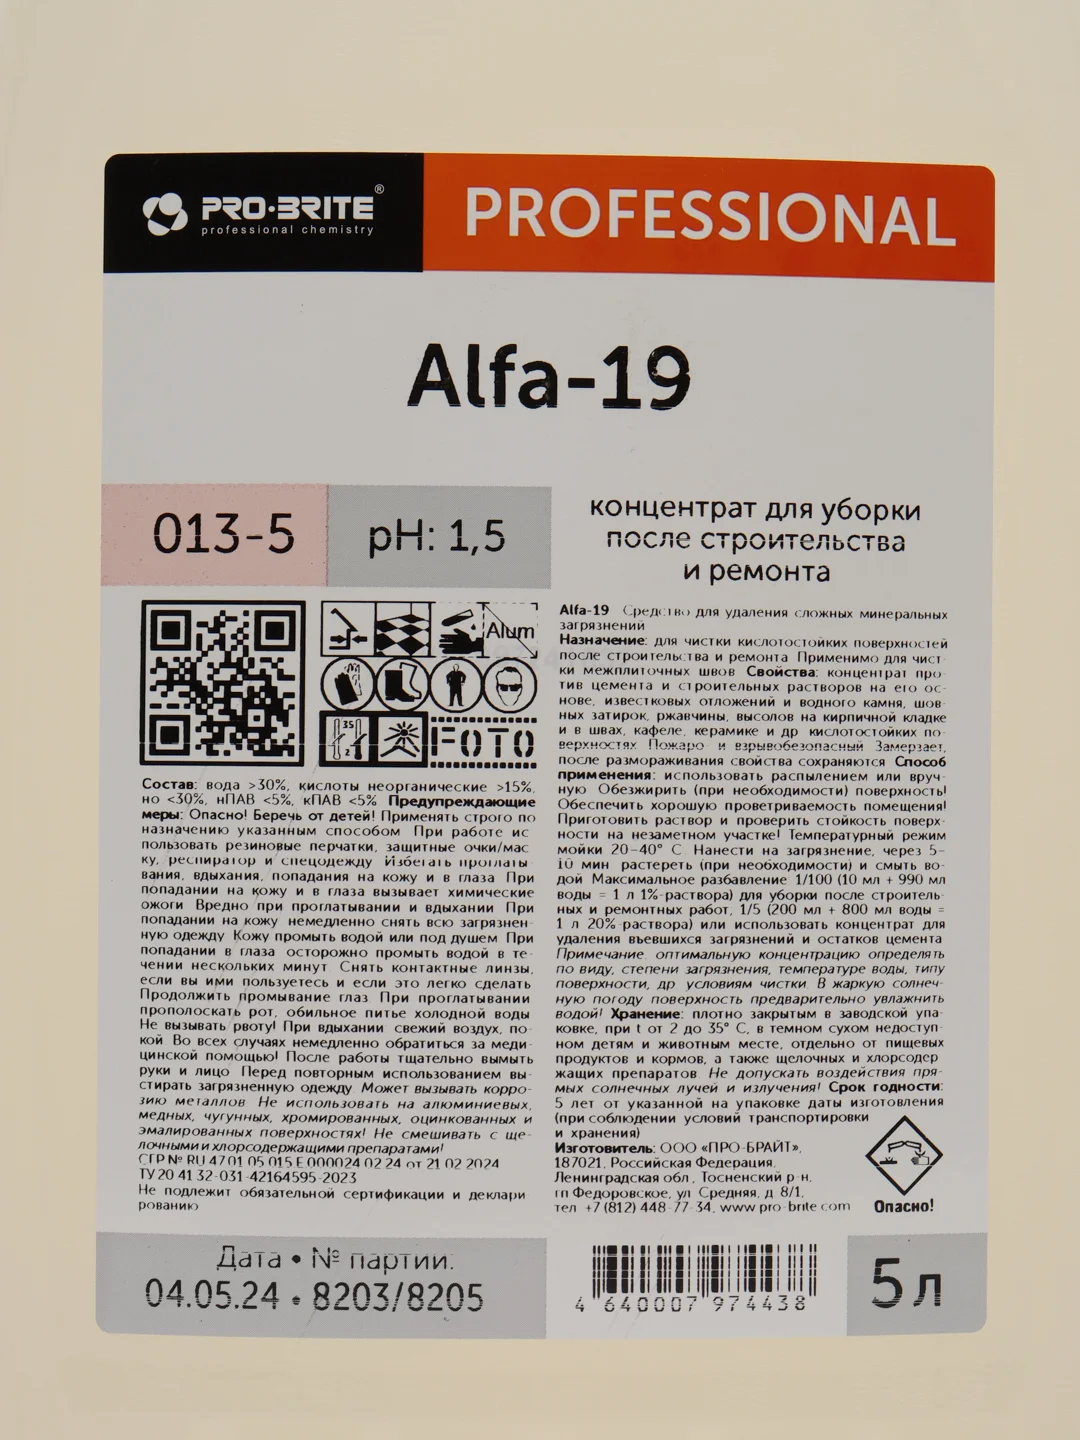 PRO-BRITE®
professional chemistry
PROFESSIONAL
Alfa-19
013-5
pH: 1,5
концентрат для уборки
после строительства
и ремонта
Alum
35
2
FOTO
Состав: вода >30%, кислоты неорганические >15%,
но <30%, нПАВ <5%, кПАВ <5% Предупреждающие
меры: Опасно! Беречь от детей! Применять строго по
назначению указанным способом При работе ис
пользовать резиновые перчатки, защитные очки/мас
ку, респиратор и спецодежду Избегать проглаты
вания, вдыхания, попадания на кожу и в глаза При
попадании на кожу и в глаза вызывает химические
ожоги Вредно при проглатывании и вдыхании При
попадании на кожу немедленно снять всю загрязнен-
ную одежду Кожу промыть водой или под душем При
попадании в глаза осторожно промыть водой в те-
чении нескольких минут Снять контактные линзы,
если вы ими пользуетесь и если это легко сделать
Продолжить промывание глаз При проглатывании
прополоскать рот, обильное питье холодной воды
Не вызывать рвоту! При вдыхании свежий воздух, по-
кой Во всех случаях немедленно обратиться за меди-
цинской помощью! После работы тщательно вымыть
руки и лицо Перед повторным использованием вы-
стирать загрязненную одежду Может вызывать корро-
зию металлов Не использовать на алюминиевых,
медных, чугунных, хромированных, оцинкованных и
эмалированных поверхностях! Не смешивать с ще-
лочными и хлорсодержащими препаратами!
СГР № RU 47 01 05 015 Е 000024 02 24 от 21 02 2024
ТУ 20 41 32-031-42164595-2023
Не подлежит обязательной сертификации и деклари
рованию
Alfa-19 Средство для удаления сложных минеральных
загрязнений
Назначение: для чистки кислотостойких поверхностей
после строительства и ремонта Применимо для чист
ки межплиточных швов Свойства: концентрат про-
тив цемента и строительных растворов на его ос-
нове, известковых отложений и водного камня, шов-
ных затирок, ржавчины, высолов на кирпичной кладке
и в швах, кафеле, керамике и др кислотостойких по-
верхностях Пожаро и взрывобезопасный Замерзает,
после размораживания свойства сохраняются Способ
применения: использовать распылением или вруч-
ную Обезжирить (при необходимости) поверхность!
Обеспечить хорошую проветриваемость помещения!
Приготовить раствор и проверить стойкость поверх-
ности на незаметном участке! Температурный режим
мойки 20-40° С Нанести на загрязнение, через 5-
10 мин растереть (при необходимости) и смыть во-
дой Максимальное разбавление 1/100 (10 мл + 990 мл
воды = 1 л 1% раствора) для уборки после строитель-
ных и ремонтных работ, 1/5 (200 мл + 800 мл воды =
1 л 20% раствора) или использовать концентрат для
удаления въевшихся загрязнений и остатков цемента
Примечание оптимальную концентрацию определять
по виду, степени загрязнения, температуре воды, типу
поверхности, др условиям чистки В жаркую солнеч-
ную погоду поверхность предварительно увлажнить
водой! Хранение: плотно закрытым в заводской упа-
ковке, при t от 2 до 35° С, в темном сухом недоступ-
ном детям и животным месте, отдельно от пищевых
продуктов и кормов, а также щелочных и хлорсодер
жащих препаратов Не допускать воздействия пря-
мых солнечных лучей и излучения! Срок годности:
5 лет от указанной на упаковке даты изготовления
(при соблюдении условий транспортировки
и хранения)
Изготовитель: ООО «ПРО-БРАЙТ»,
187021, Российская Федерация,
Ленинградская обл, Тосненский р-н,
гп Федоровское, ул Средняя, д 8/1,
тел +7 (812) 448-77-34, www pro-brite com
Опасно!
Дата • № партии:
04.05.24 • 8203/8205
4 640007 974438
5 л